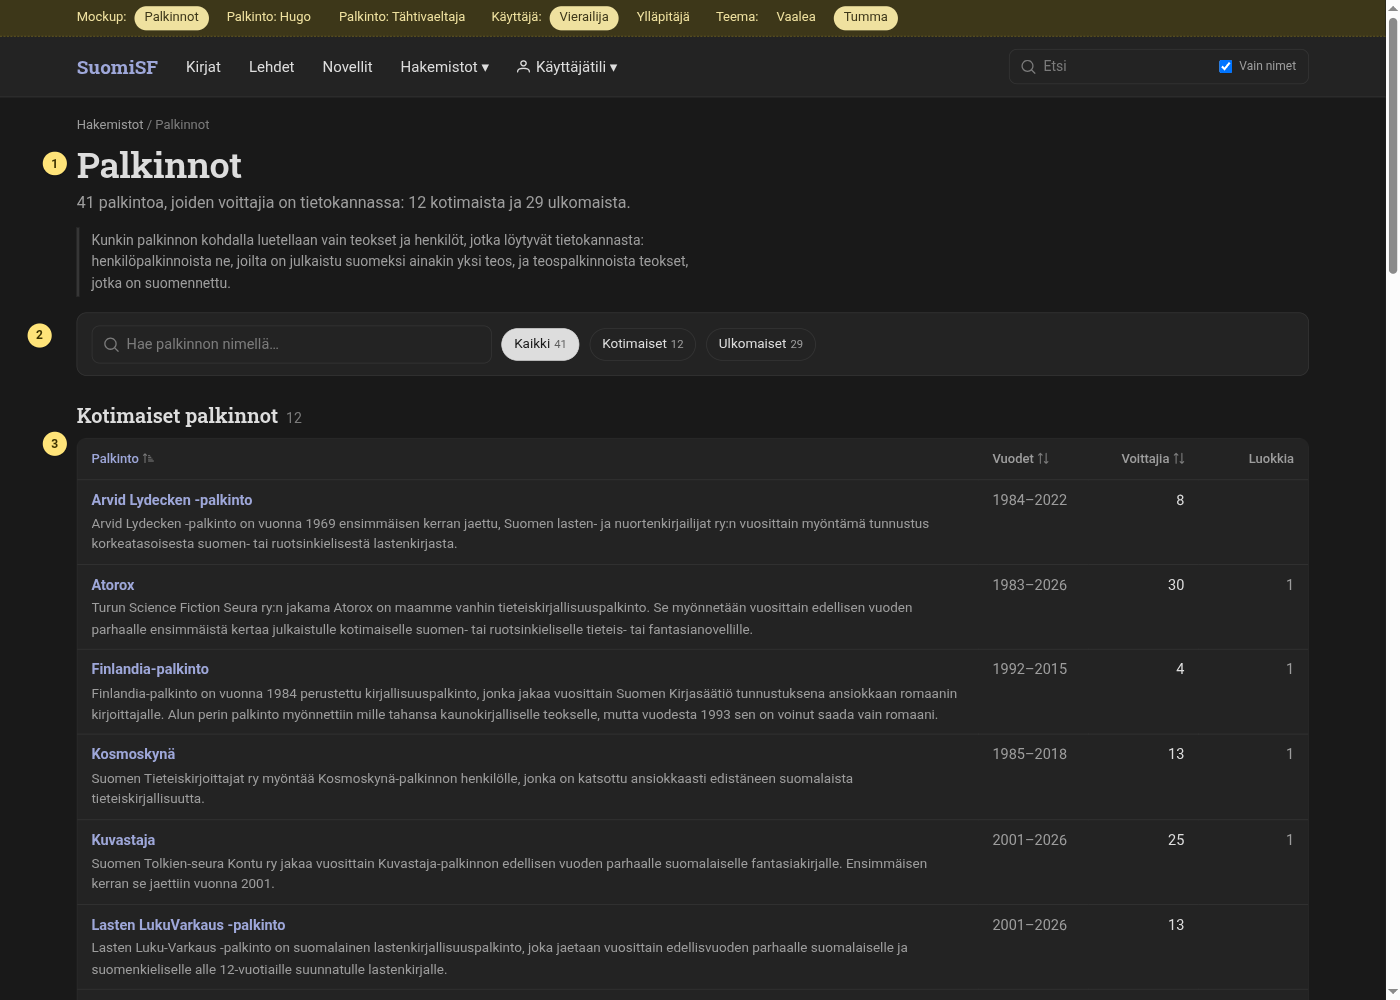 Mockup: Palkinnot Palkinto: Hugo Palkinto: Tähtivaeltaja Käyttäjä: Vierailija Ylläpitäjä Teema: Vaalea Tumma
SuomiSF Kirjat Lehdet Novellit Hakemistot ▾ Käyttäjätili ▾ Etsi Vain nimet
Hakemistot / Palkinnot
1 Palkinnot
41 palkintoa, joiden voittajia on tietokannassa: 12 kotimaista ja 29 ulkomaista.
Kunkin palkinnon kohdalla luetellaan vain teokset ja henkilöt, jotka löytyvät tietokannasta:
henkilöpalkinnoista ne, joilta on julkaistu suomeksi ainakin yksi teos, ja teospalkinnoista teokset,
jotka on suomennettu.
2 Hae palkinnon nimellä… Kaikki 41 Kotimaiset 12 Ulkomaiset 29
Kotimaiset palkinnot 12
3 Palkinto Vuodet Voittajia Luokkia
Arvid Lydecken -palkinto 1984–2022 8
Arvid Lydecken -palkinto on vuonna 1969 ensimmäisen kerran jaettu, Suomen lasten- ja nuortenkirjailijat ry:n vuosittain myöntämä tunnustus
korkeatasoisesta suomen- tai ruotsinkielisestä lastenkirjasta.
Atorox 1983–2026 30 1
Turun Science Fiction Seura ry:n jakama Atorox on maamme vanhin tieteiskirjallisuuspalkinto. Se myönnetään vuosittain edellisen vuoden
parhaalle ensimmäistä kertaa julkaistulle kotimaiselle suomen- tai ruotsinkieliselle tieteis- tai fantasianovellille.
Finlandia-palkinto 1992–2015 4 1
Finlandia-palkinto on vuonna 1984 perustettu kirjallisuuspalkinto, jonka jakaa vuosittain Suomen Kirjasäätiö tunnustuksena ansiokkaan romaanin
kirjoittajalle. Alun perin palkinto myönnettiin mille tahansa kaunokirjalliselle teokselle, mutta vuodesta 1993 sen on voinut saada vain romaani.
Kosmoskynä 1985–2018 13 1
Suomen Tieteiskirjoittajat ry myöntää Kosmoskynä-palkinnon henkilölle, jonka on katsottu ansiokkaasti edistäneen suomalaista
tieteiskirjallisuutta.
Kuvastaja 2001–2026 25 1
Suomen Tolkien-seura Kontu ry jakaa vuosittain Kuvastaja-palkinnon edellisen vuoden parhaalle suomalaiselle fantasiakirjalle. Ensimmäisen
kerran se jaettiin vuonna 2001.
Lasten LukuVarkaus -palkinto 2001–2026 13
Lasten Luku-Varkaus -palkinto on suomalainen lastenkirjallisuuspalkinto, joka jaetaan vuosittain edellisvuoden parhaalle suomalaiselle ja
suomenkieliselle alle 12-vuotiaille suunnatulle lastenkirjalle.